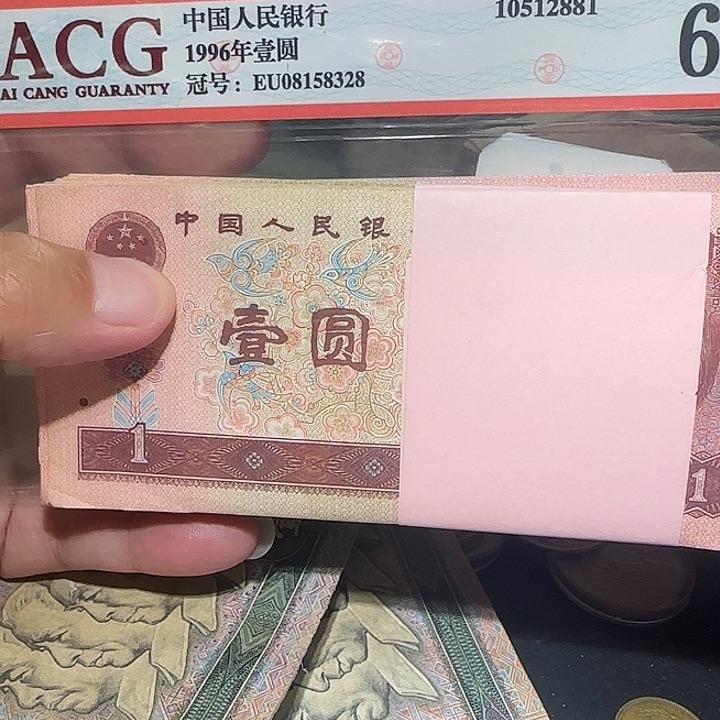 ACG
AI CANG GUARANTY
中国人民银行
1996年壹圆
冠号：EU08158328
10512881
6
中国人民银
壹圆
1
1